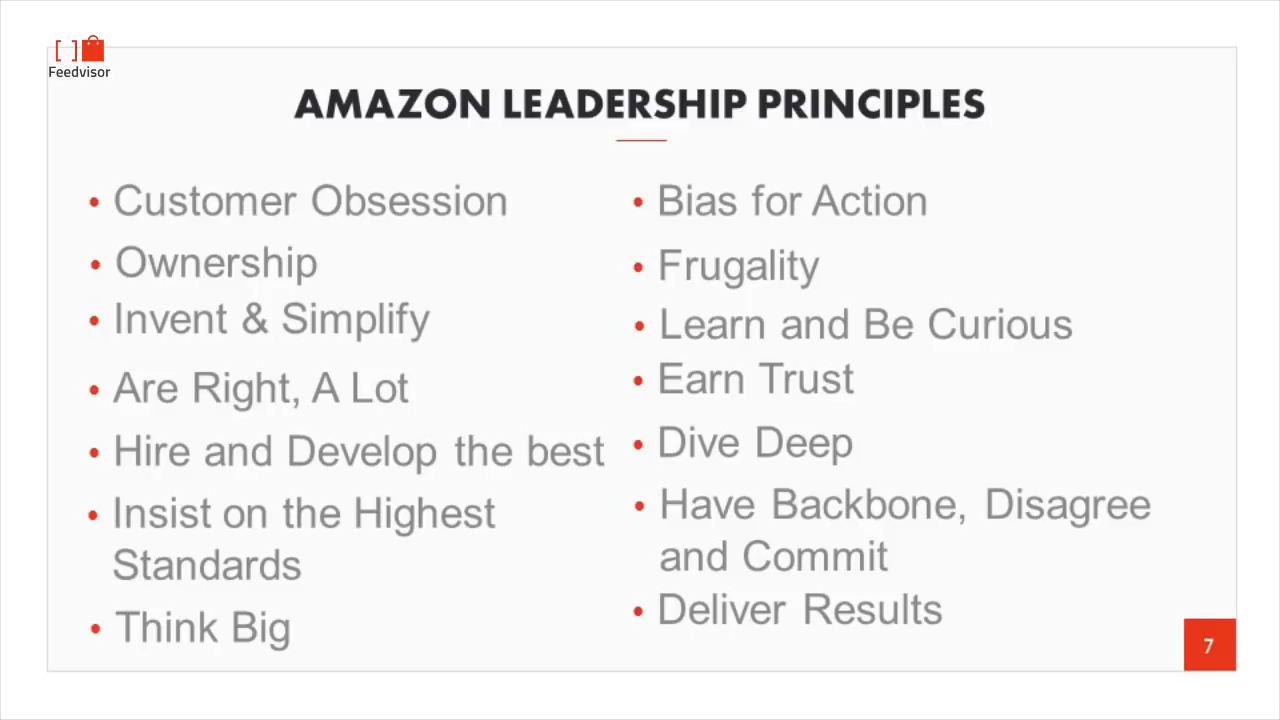 [ ]
Feedvisor
AMAZON LEADERSHIP PRINCIPLES
• Customer Obsession
• Ownership
• Invent & Simplify
• Are Right, A Lot
• Hire and Develop the best
• Insist on the Highest
Standards
• Think Big
• Bias for Action
• Frugality
• Learn and Be Curious
• Earn Trust
• Dive Deep
• Have Backbone, Disagree
and Commit
• Deliver Results
7